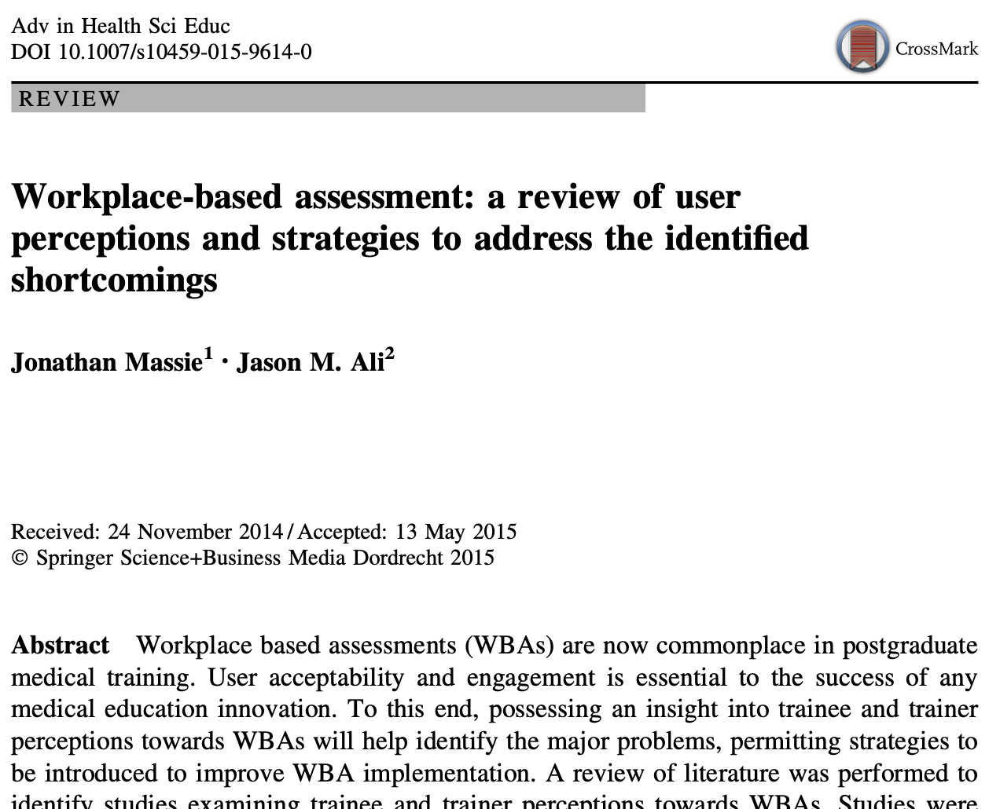 Adv in Health Sci Educ
DOI 10.1007/s10459-015-9614-0
CrossMark
REVIEW
Workplace-based assessment: a review of user
perceptions and strategies to address the identified
shortcomings
Jonathan Massie¹ · Jason M. Ali²
Received: 24 November 2014 / Accepted: 13 May 2015
© Springer Science+Business Media Dordrecht 2015
Abstract Workplace based assessments (WBAs) are now commonplace in postgraduate
medical training. User acceptability and engagement is essential to the success of any
medical education innovation. To this end, possessing an insight into trainee and trainer
perceptions towards WBAs will help identify the major problems, permitting strategies to
be introduced to improve WBA implementation. A review of literature was performed to
identify studies examining trainee and trainer perceptions towards WBAs. Studies were